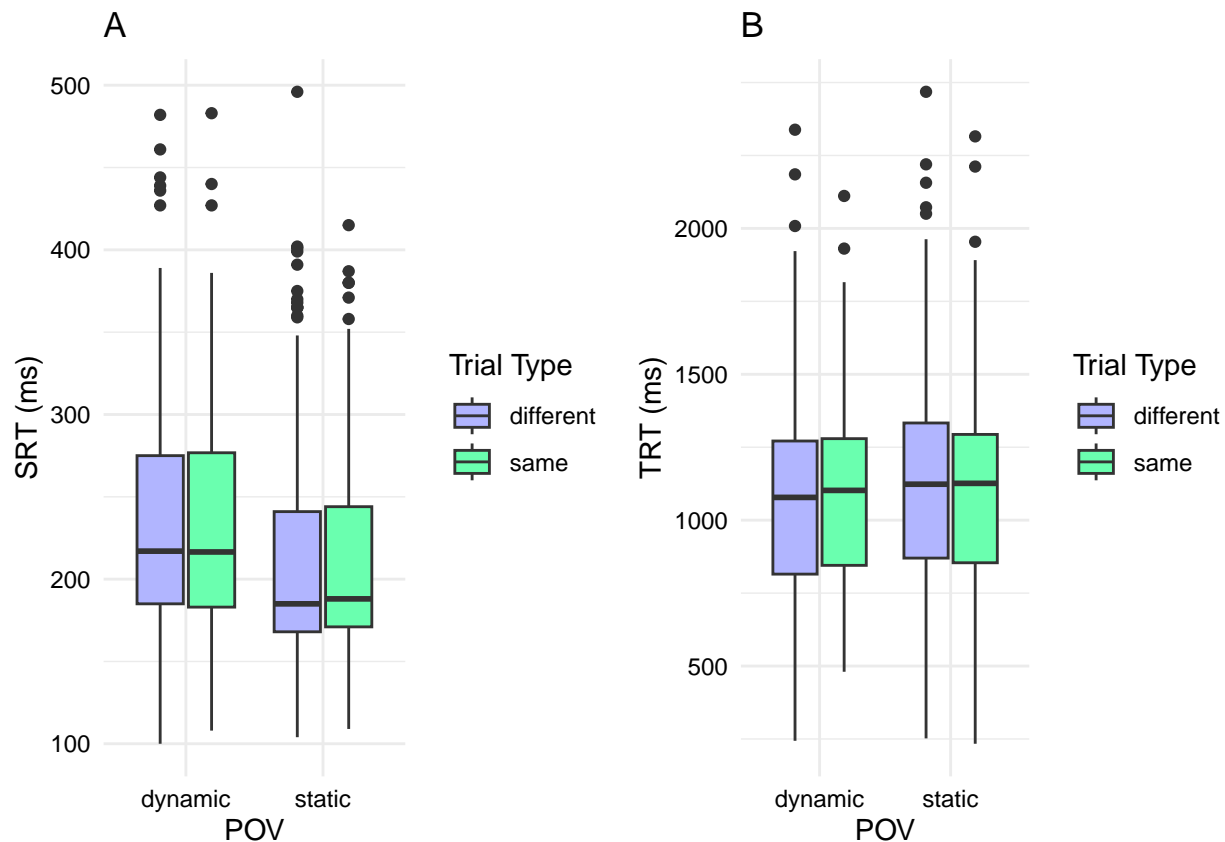 A
SRT (ms)
500
400
300
200
100
dynamic static
POV
Trial Type
different
same
B
TRT (ms)
2000
1500
1000
500
dynamic static
POV
Trial Type
different
same